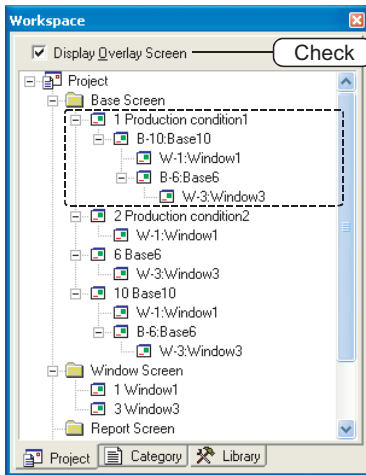 Workspace
Display Overlay Screen
Check
Project
Base Screen
1 Production condition1
B-10:Base10
W-1:Window1
B-6:Base6
W-3:Window3
2 Production condition2
W-1:Window1
6 Base6
W-3:Window3
10 Base10
W-1:Window1
B-6:Base6
W-3:Window3
Window Screen
1 Window1
3 Window3
Report Screen
Project Category Library